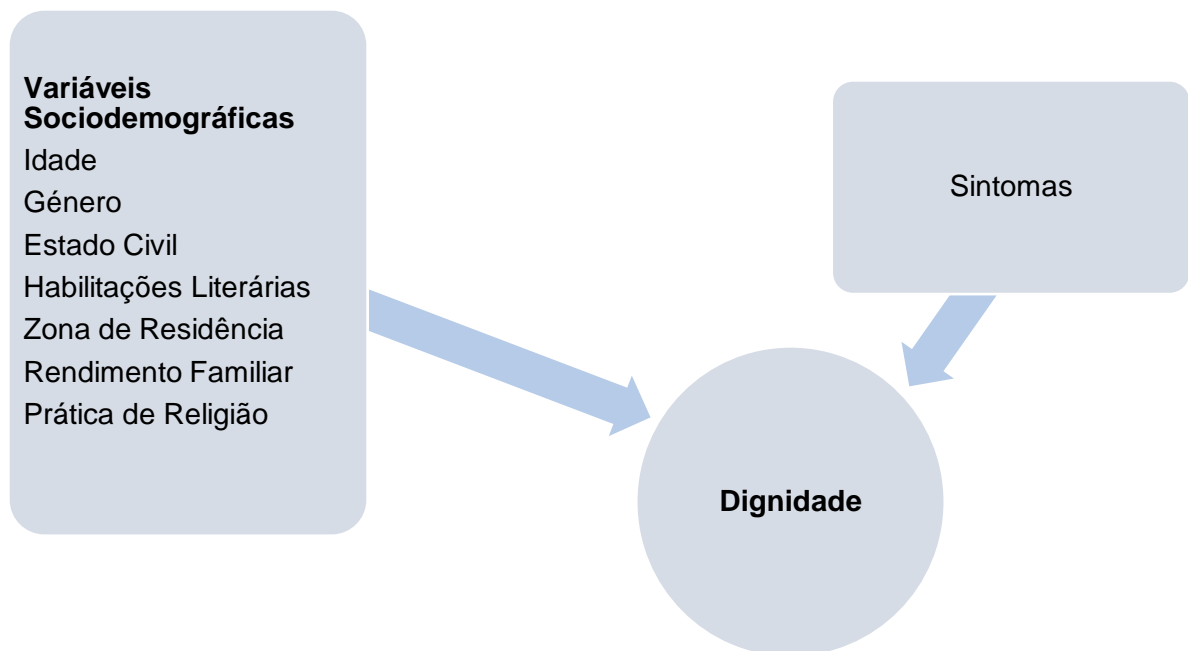 Variáveis
Sociodemográficas
Idade
Género
Estado Civil
Habilitações Literárias
Zona de Residência
Rendimento Familiar
Prática de Religião
Sintomas
Dignidade